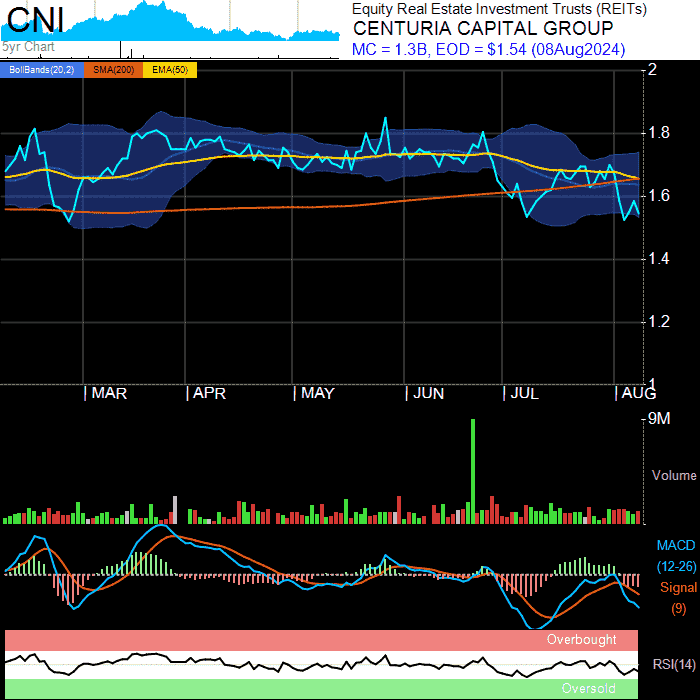 CNI
5yr Chart
Equity Real Estate Investment Trusts (REITs)
CENTURIA CAPITAL GROUP
MC = 1.3B, EOD = $1.54 (08Aug2024)
BollBands(20,2) SMA(200) EMA(50)
2
1.8
1.6
1.4
1.2
1
MAR APR MAY JUN JUL AUG
9M
Volume
MACD
(12-26)
Signal
(9)
Overbought
RSI(14)
Oversold